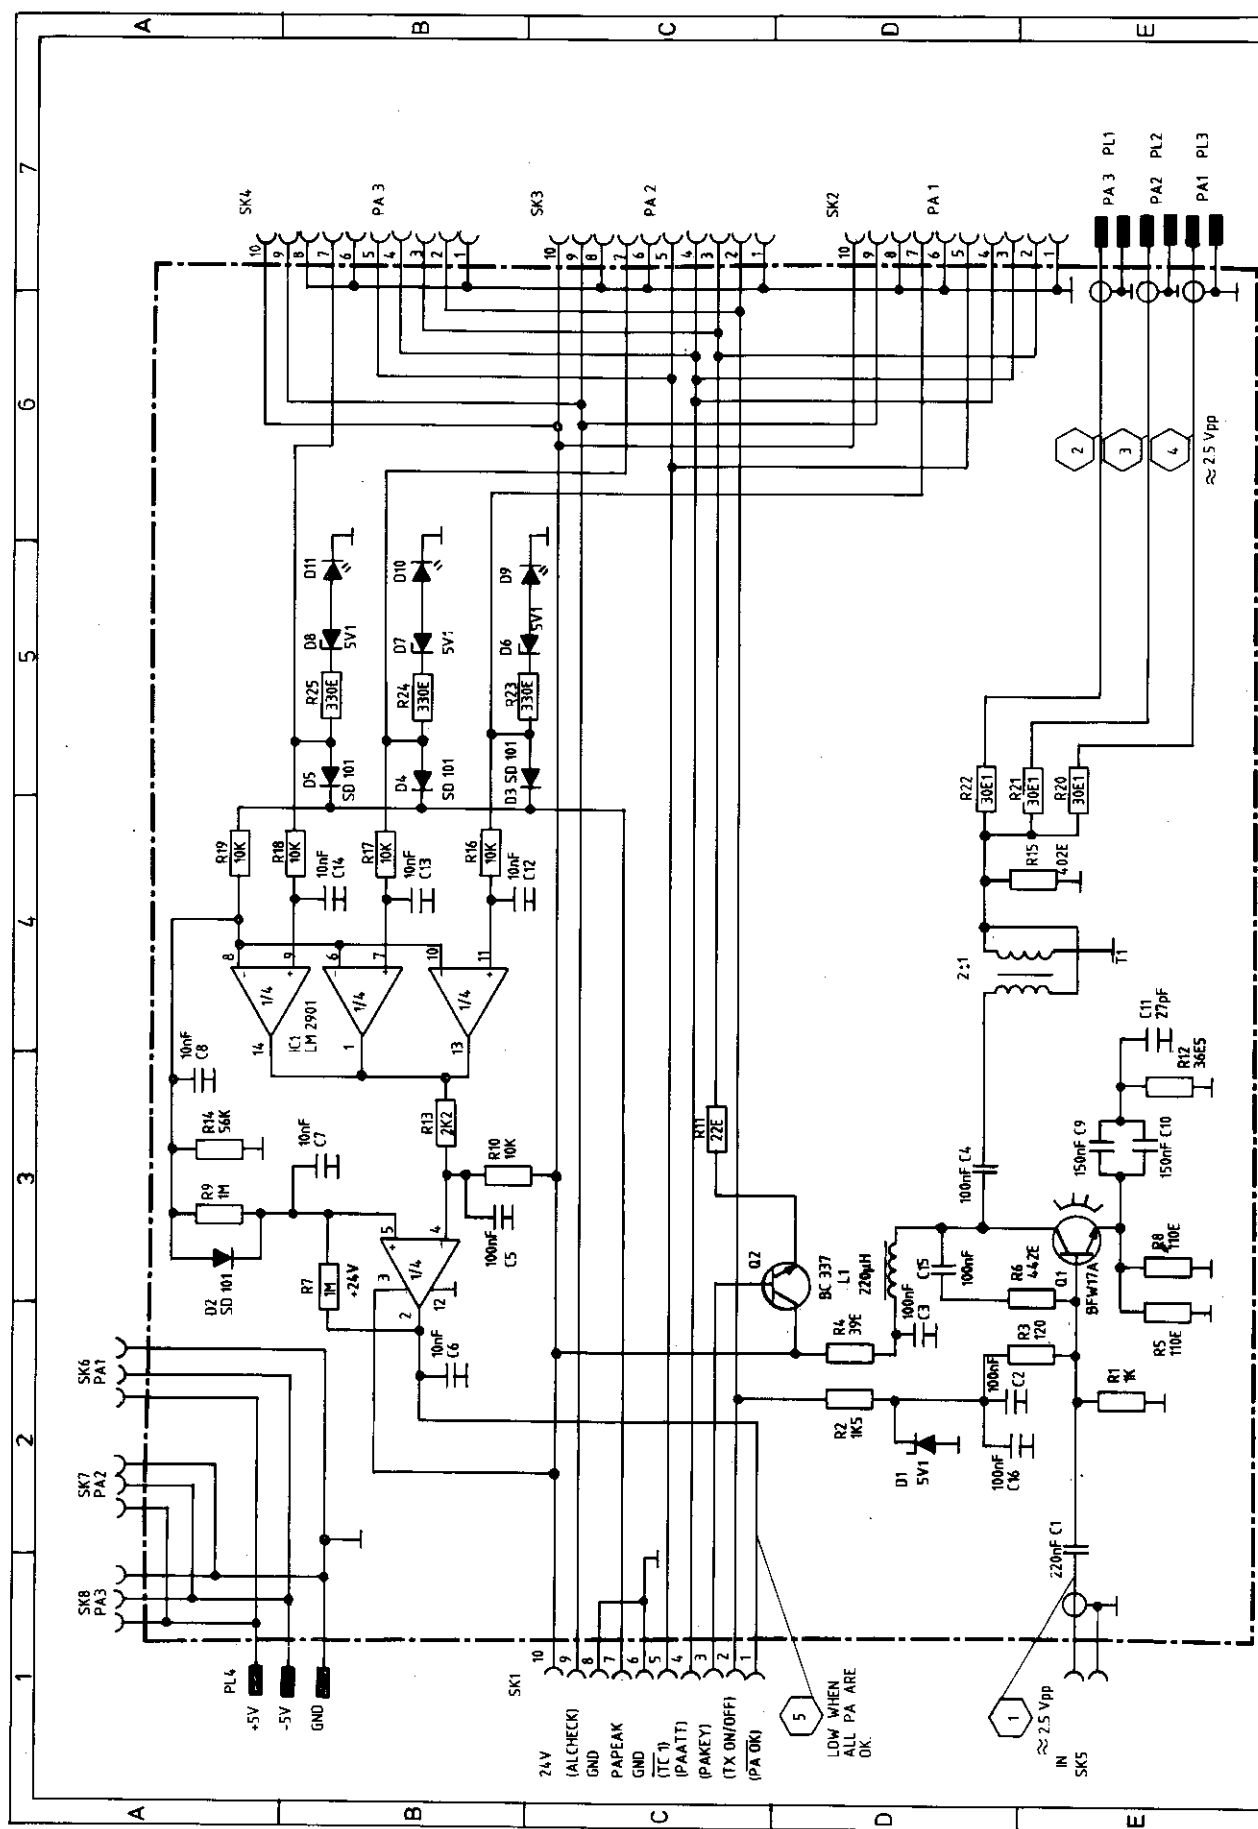 A
B
C
D
E
1
2
3
4
5
6
7
A
B
C
D
E
SK8
PA3
SK7
PA2
SK6
PA1
PL4
+5V
-5V
GND
D2
SD 101
R9
1M
R14
56K
10nF
C8
10nF
C7
R7
1M
+24V
3
5
4
2
12
1/4
10nF
C6
100nF
C5
R10
10K
R13
2K2
14
1
13
IC1
LM 2901
1/4
1/4
1/4
8
9
6
7
10
11
R19
10K
R18
10K
R17
10K
R16
10K
10nF
C14
10nF
C13
10nF
C12
D5
SD 101
D4
SD 101
D3 SD 101
R25
330E
R24
330E
R23
330E
D8
5V1
D7
5V1
D6
5V1
D11
D10
D9
SK4
PA 3
10
9
8
7
6
5
4
3
2
1
SK3
PA 2
10
9
8
7
6
5
4
3
2
1
SK2
PA 1
10
9
8
7
6
5
4
3
2
1
SK1
24V
10
(ALCHECK)
9
GND
8
PAPEAK
7
GND
6
(TC 1)
5
(PAATT)
4
(PAKEY)
3
(TX ON/OFF)
2
(PA OK)
1
5
LOW WHEN
ALL PA ARE
OK.
R11
22E
Q2
BC 337
L1
220µH
R4
39E
100nF
C3
C15
100nF
R2
1K5
D1
5V1
100nF
C16
100nF
C2
R3
120
R6
442E
Q1
BFW17A
R1
1K
R5
110E
R8
110E
100nF C4
150nF C9
150nF C10
R12
36E5
C11
27pF
2:1
T1
R15
402E
R22
30E1
R21
30E1
R20
30E1
2
3
4
≈ 2.5 Vpp
PA 3 PL1
PA2 PL2
PA1 PL3
220nF C1
1
≈ 2.5 Vpp
IN
SK5